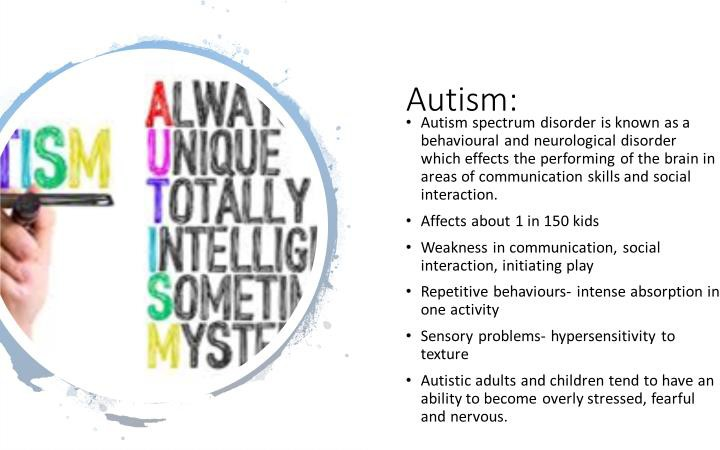 TISM
ALWAY
UNIQUE
TOTALLY
INTELLIG
SOMETIM
MYSTE
Autism:
• Autism spectrum disorder is known as a
behavioural and neurological disorder
which effects the performing of the brain in
areas of communication skills and social
interaction.
• Affects about 1 in 150 kids
• Weakness in communication, social
interaction, initiating play
• Repetitive behaviours- intense absorption in
one activity
• Sensory problems- hypersensitivity to
texture
• Autistic adults and children tend to have an
ability to become overly stressed, fearful
and nervous.